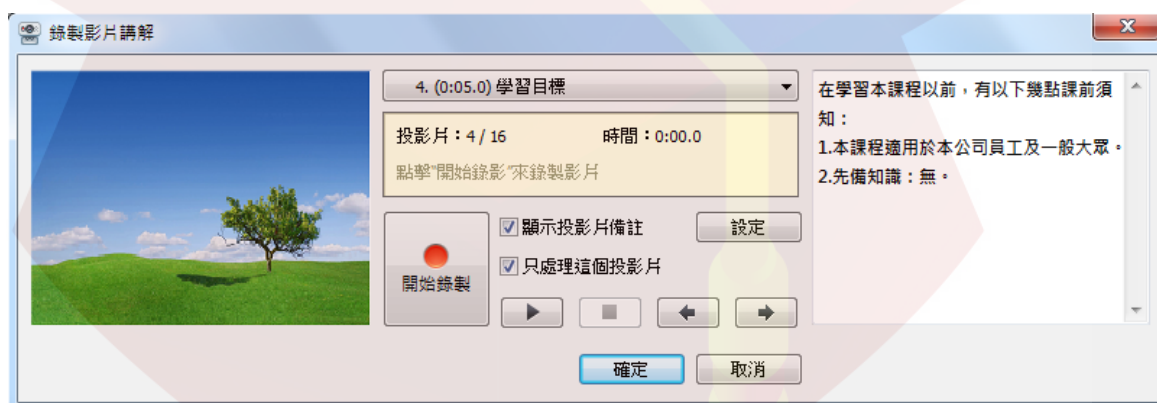 錄製影片講解
4. (0:05.0) 學習目標
投影片：4 / 16 時間：0:00.0
點擊"開始錄影"來錄製影片
開始錄製
顯示投影片備註
設定
只處理這個投影片
確定
取消
在學習本課程以前，有以下幾點課前須
知：
1.本課程適用於本公司員工及一般大眾。
2.先備知識：無。